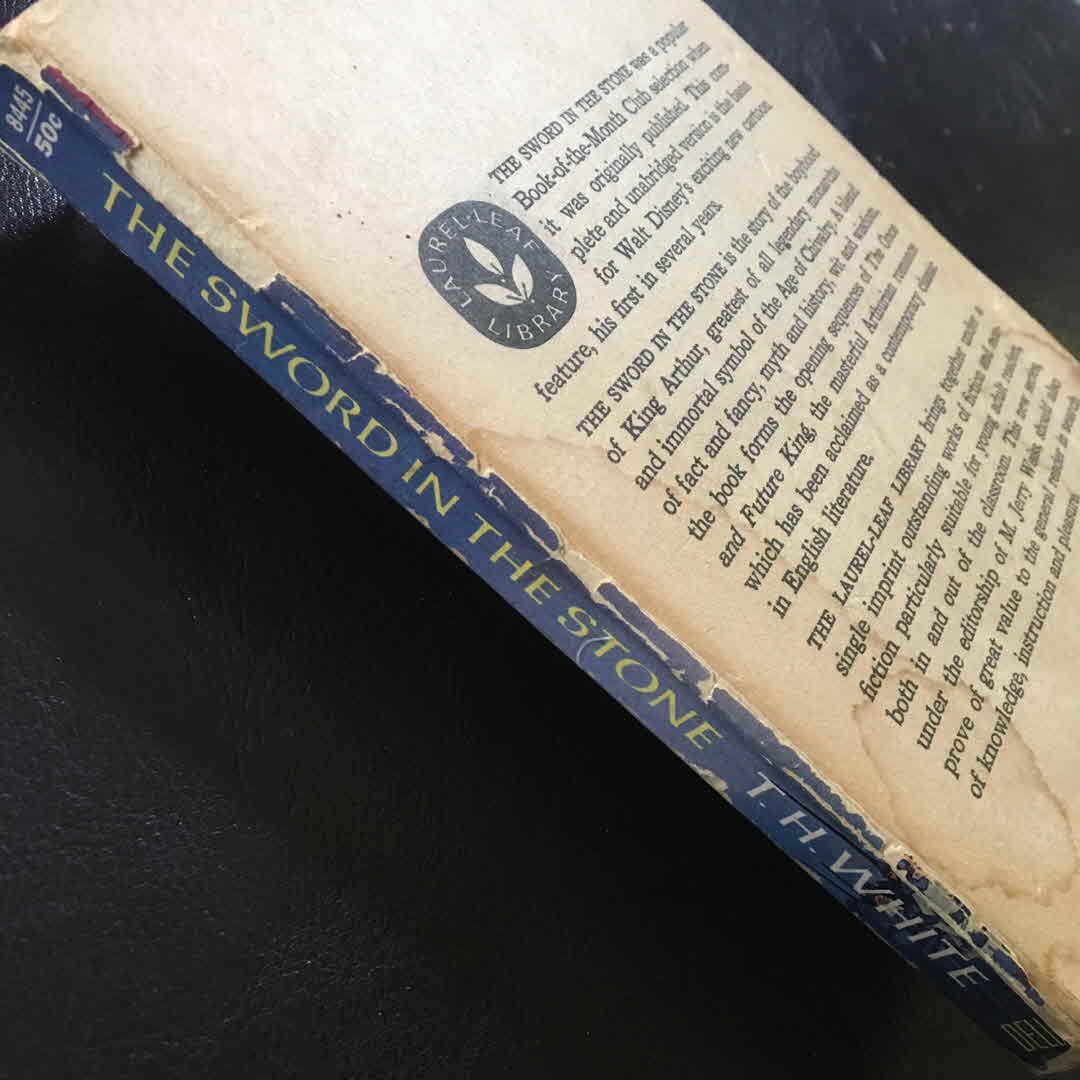 8445
50c
THE SWORD IN THE STONE T. H. WHITE
DELL
LAUREL-LEAF
LIBRARY
THE SWORD IN THE STONE was a popular
Book-of-the-Month Club selection when
it was originally published. This com-
plete and unabridged version is the basis
for Walt Disney's exciting new cartoon
feature, his first in several years.
THE SWORD IN THE STONE is the story of the boyhood
of King Arthur, greatest of all legendary monarchs
and immortal symbol of the Age of Chivalry. A blend
of fact and fancy, myth and history, wit and wisdom,
the book forms the opening sequences of The Once
and Future King, the masterful Arthurian romance
which has been acclaimed as a contemporary classic
in English literature.
THE LAUREL-LEAF LIBRARY brings together under a
single imprint outstanding works of fiction and non-
fiction particularly suitable for young adult readers
both in and out of the classroom. This new series,
under the editorship of M. Jerry Weiss, should also
prove of great value to the general reader in search
of knowledge, instruction and pleasure.